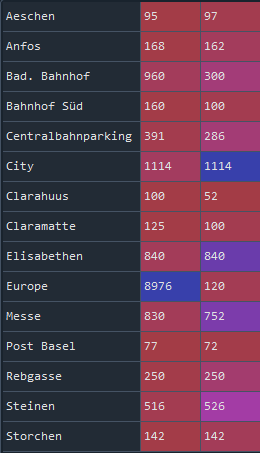 Aeschen 95 97
Anfos 168 162
Bad. Bahnhof 960 300
Bahnhof Süd 160 100
Centralbahnparking 391 286
City 1114 1114
Clarahuus 100 52
Claramatte 125 100
Elisabethen 840 840
Europe 8976 120
Messe 830 752
Post Basel 77 72
Rebgasse 250 250
Steinen 516 526
Storchen 142 142